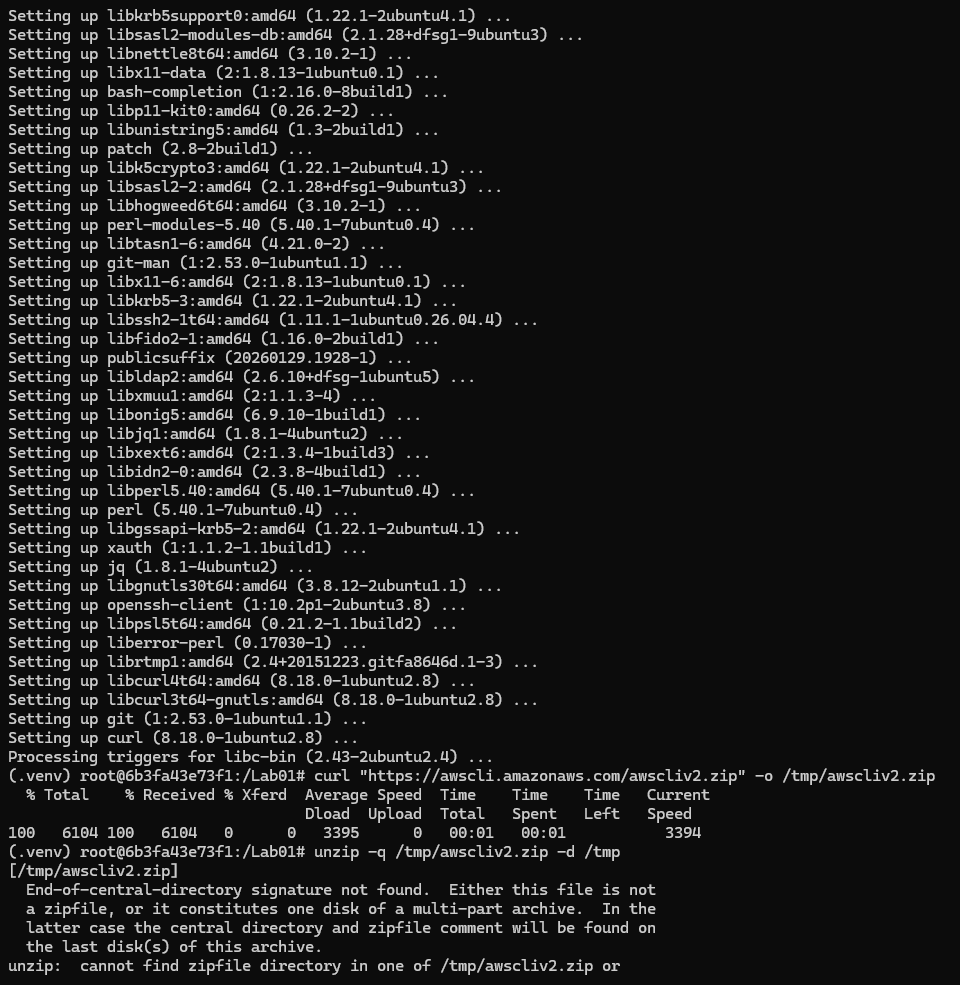 Setting up libkrb5support0:amd64 (1.22.1-2ubuntu4.1) ...
Setting up libsasl2-modules-db:amd64 (2.1.28+dfsg1-9ubuntu3) ...
Setting up libnettle8t64:amd64 (3.10.2-1) ...
Setting up libx11-data (2:1.8.13-1ubuntu0.1) ...
Setting up bash-completion (1:2.16.0-8build1) ...
Setting up libp11-kit0:amd64 (0.26.2-2) ...
Setting up libunistring5:amd64 (1.3-2build1) ...
Setting up patch (2.8-2build1) ...
Setting up libk5crypto3:amd64 (1.22.1-2ubuntu4.1) ...
Setting up libsasl2-2:amd64 (2.1.28+dfsg1-9ubuntu3) ...
Setting up libhogweed6t64:amd64 (3.10.2-1) ...
Setting up perl-modules-5.40 (5.40.1-7ubuntu0.4) ...
Setting up libtasn1-6:amd64 (4.21.0-2) ...
Setting up git-man (1:2.53.0-1ubuntu1.1) ...
Setting up libx11-6:amd64 (2:1.8.13-1ubuntu0.1) ...
Setting up libkrb5-3:amd64 (1.22.1-2ubuntu4.1) ...
Setting up libssh2-1t64:amd64 (1.11.1-1ubuntu0.26.04.4) ...
Setting up libfido2-1:amd64 (1.16.0-2build1) ...
Setting up publicsuffix (20260129.1928-1) ...
Setting up libldap2:amd64 (2.6.10+dfsg-1ubuntu5) ...
Setting up libxmuu1:amd64 (2:1.1.3-4) ...
Setting up libonig5:amd64 (6.9.10-1build1) ...
Setting up libjq1:amd64 (1.8.1-4ubuntu2) ...
Setting up libxext6:amd64 (2:1.3.4-1build3) ...
Setting up libidn2-0:amd64 (2.3.8-4build1) ...
Setting up libperl5.40:amd64 (5.40.1-7ubuntu0.4) ...
Setting up perl (5.40.1-7ubuntu0.4) ...
Setting up libgssapi-krb5-2:amd64 (1.22.1-2ubuntu4.1) ...
Setting up xauth (1:1.1.2-1.1build1) ...
Setting up jq (1.8.1-4ubuntu2) ...
Setting up libgnutls30t64:amd64 (3.8.12-2ubuntu1.1) ...
Setting up openssh-client (1:10.2p1-2ubuntu3.8) ...
Setting up libpsl5t64:amd64 (0.21.2-1.1build2) ...
Setting up liberror-perl (0.17030-1) ...
Setting up librtmp1:amd64 (2.4+20151223.gitfa8646d.1-3) ...
Setting up libcurl4t64:amd64 (8.18.0-1ubuntu2.8) ...
Setting up libcurl3t64-gnutls:amd64 (8.18.0-1ubuntu2.8) ...
Setting up git (1:2.53.0-1ubuntu1.1) ...
Setting up curl (8.18.0-1ubuntu2.8) ...
Processing triggers for libc-bin (2.43-2ubuntu2.4) ...
(.venv) root@6b3fa43e73f1:/Lab01# curl "https://awscli.amazonaws.com/awscliv2.zip" -o /tmp/awscliv2.zip
  % Total    % Received % Xferd  Average Speed  Time    Time    Time   Current
                                 Dload  Upload  Total   Spent   Left   Speed
100   6104 100   6104   0      0   3395      0   00:01   00:01           3394
(.venv) root@6b3fa43e73f1:/Lab01# unzip -q /tmp/awscliv2.zip -d /tmp
[/tmp/awscliv2.zip]
  End-of-central-directory signature not found.  Either this file is not
  a zipfile, or it constitutes one disk of a multi-part archive.  In the
  latter case the central directory and zipfile comment will be found on
  the last disk(s) of this archive.
unzip:  cannot find zipfile directory in one of /tmp/awscliv2.zip or